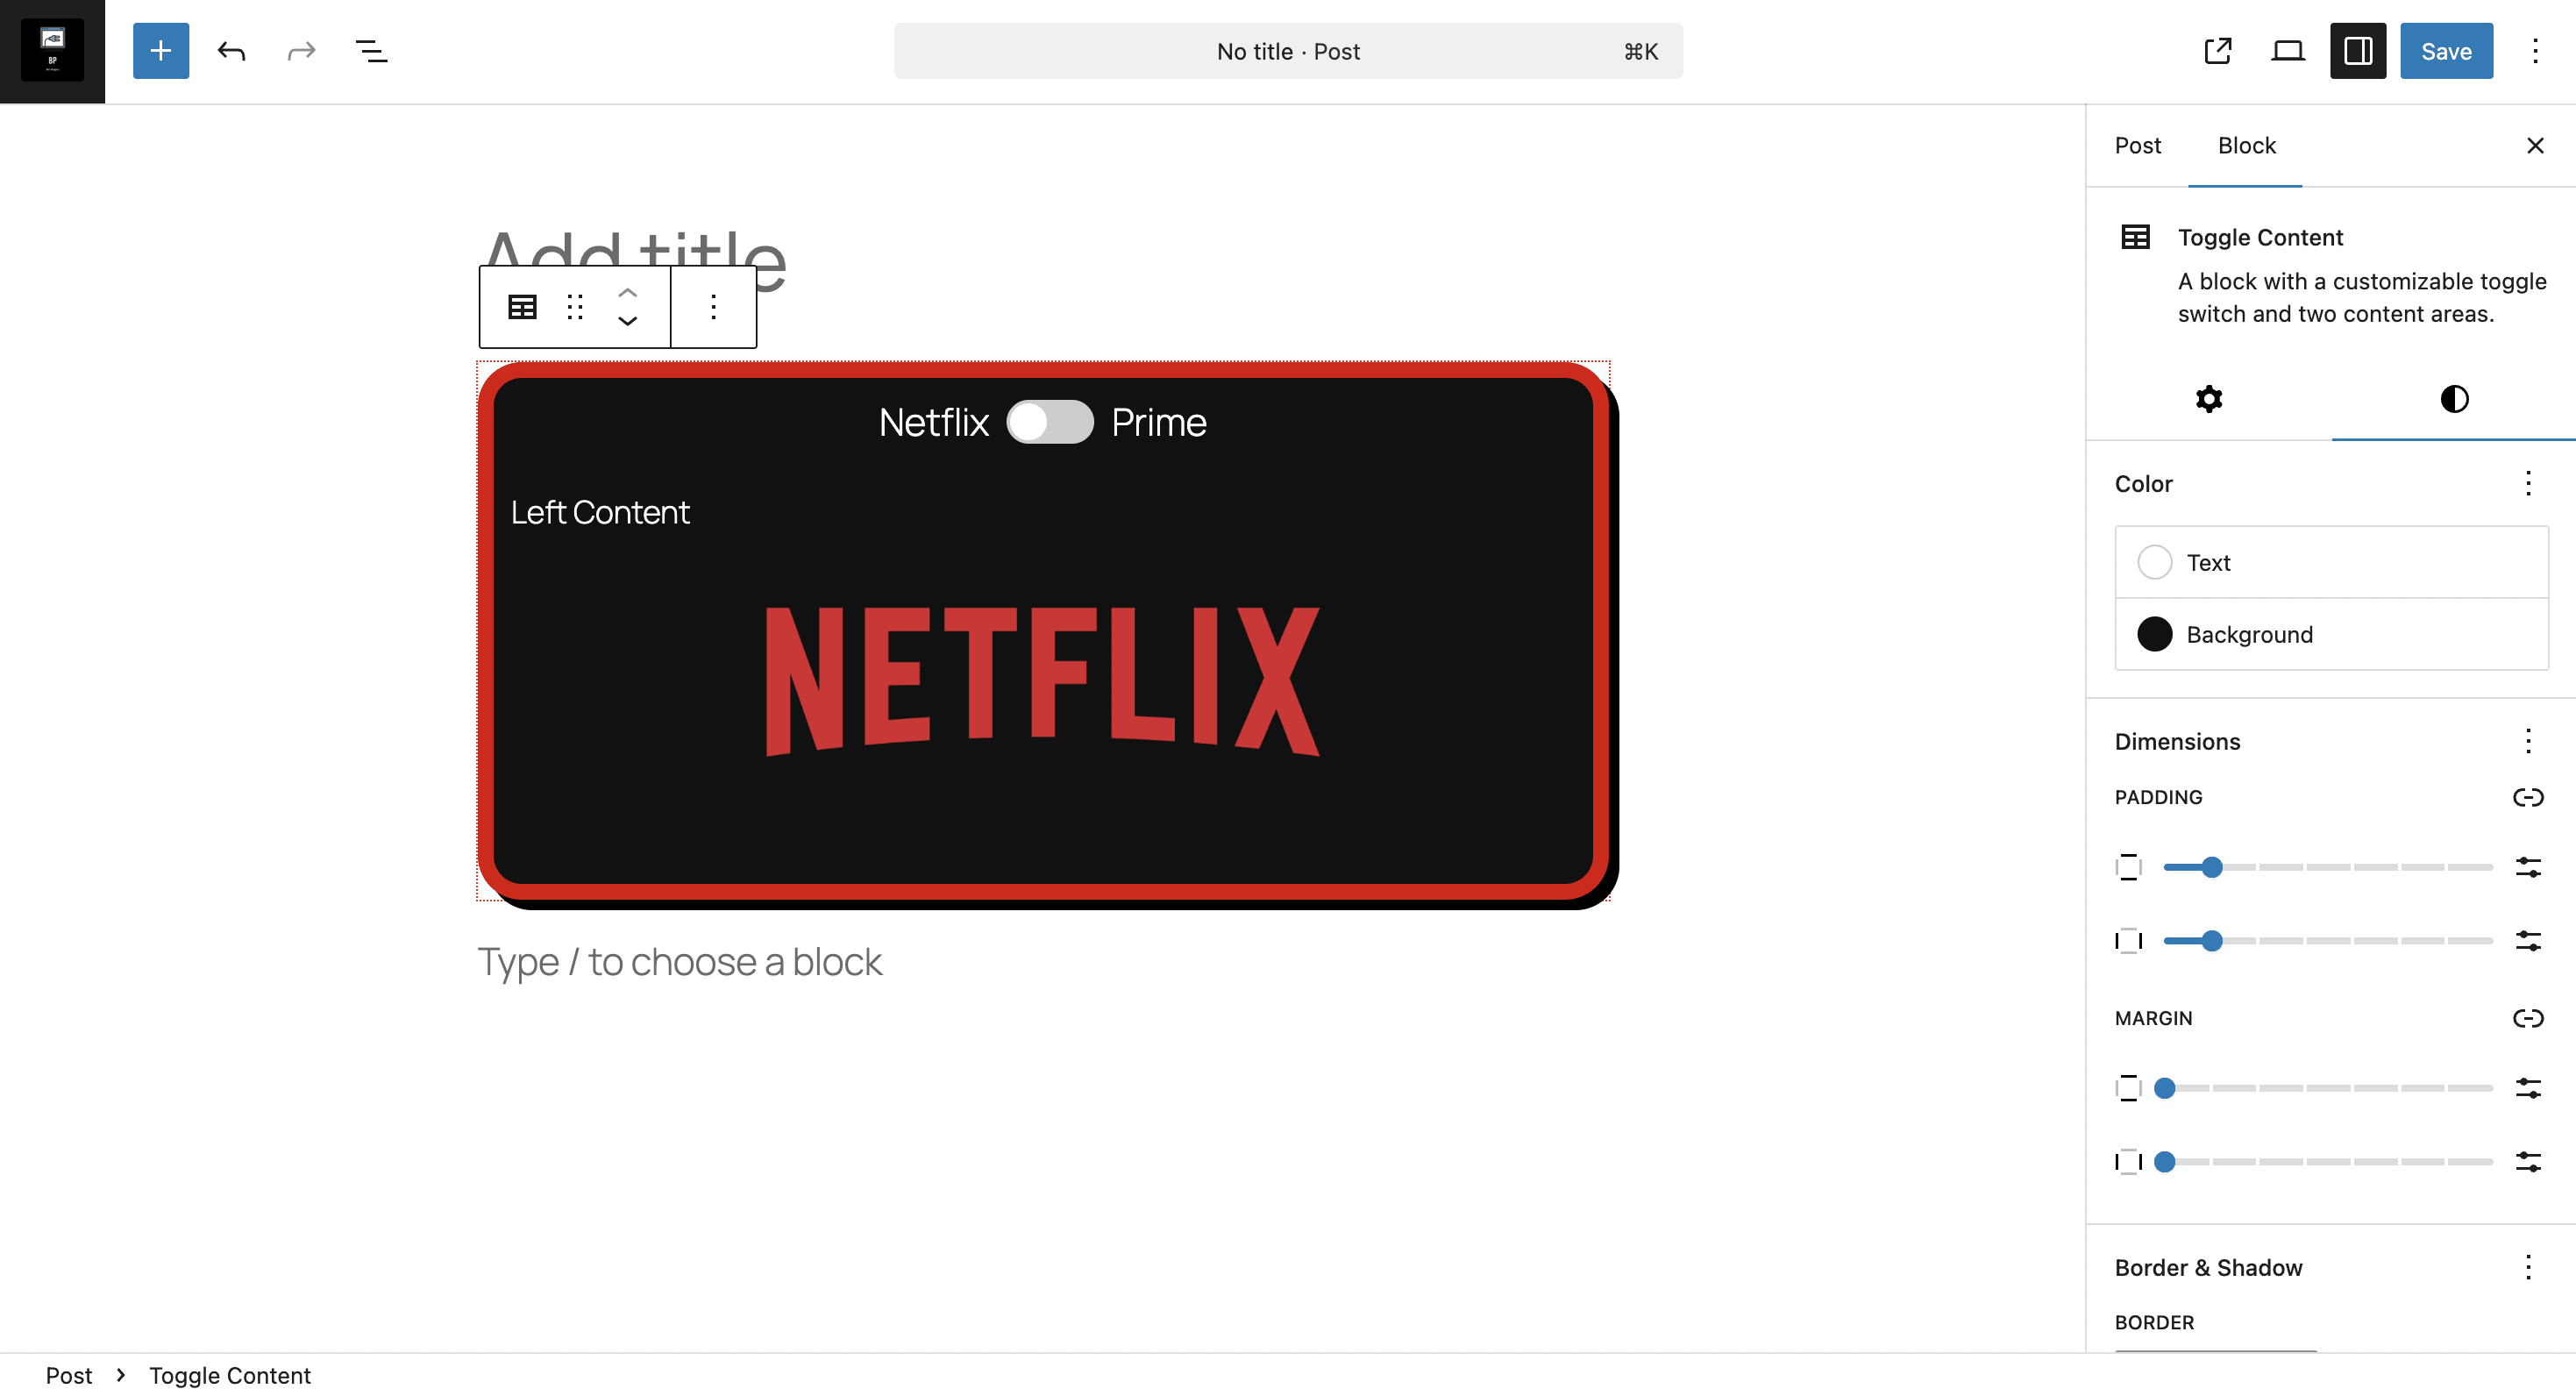 BP
No title · Post
⌘K
Save
Add title
Netflix
Prime
Left Content
NETFLIX
Type / to choose a block
Post
Block
Toggle Content
A block with a customizable toggle
switch and two content areas.
Color
Text
Background
Dimensions
PADDING
MARGIN
Border & Shadow
BORDER
Post
Toggle Content